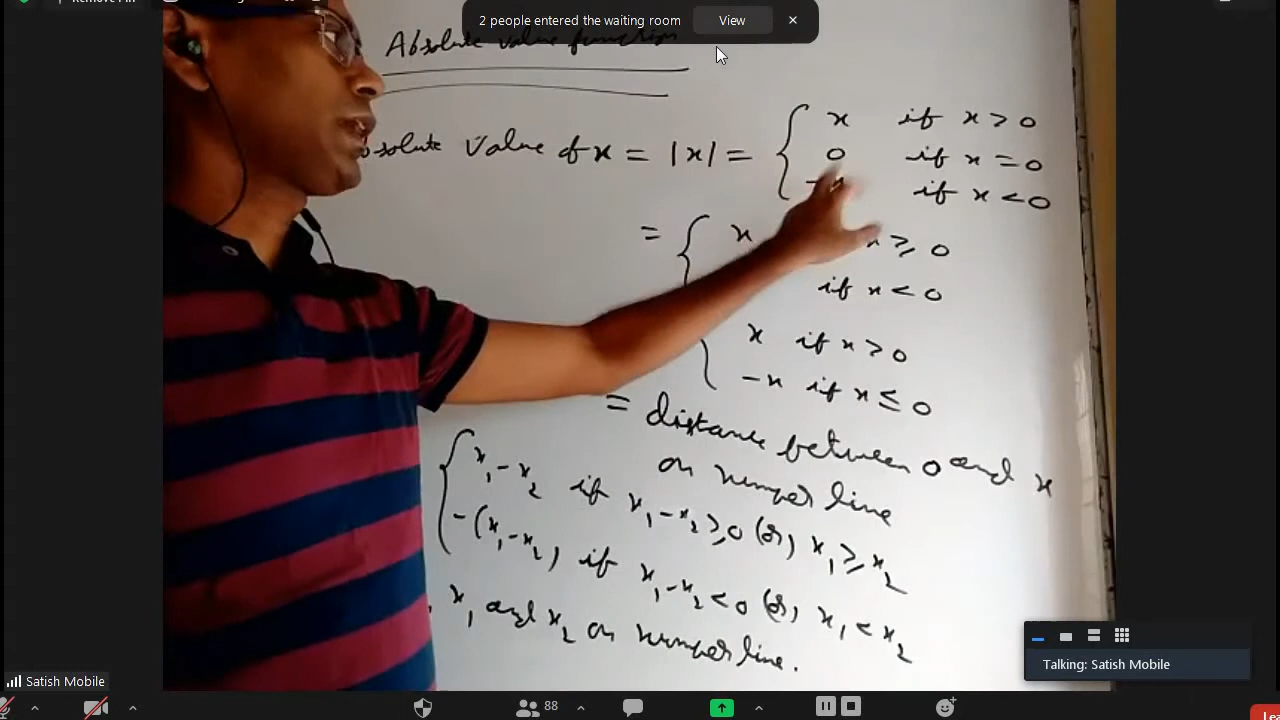 2 people entered the waiting room View
Absolute value function
Value of x = |x| = { x if x > 0
0 if x = 0
-x if x < 0
= { x x ≥ 0
if x < 0
x if x > 0
-x if x ≤ 0
= distance between 0 and x
on number line
{ x₁ - x₂ if x₁ - x₂ ≥ 0 (or) x₁ ≥ x₂
-(x₁ - x₂) if x₁ - x₂ < 0 (or) x₁ < x₂
x₁ and x₂ on number line.
Talking: Satish Mobile
Satish Mobile
88